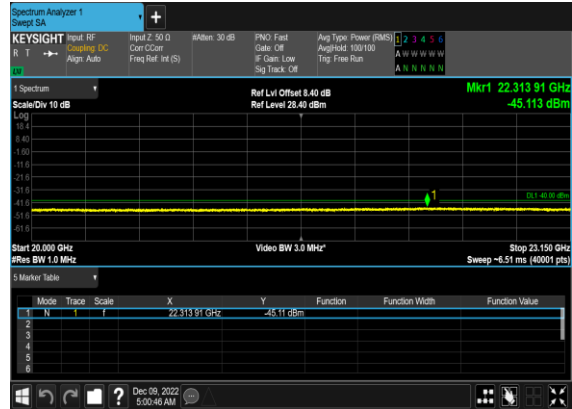 Spectrum Analyzer 1
Swept SA
+
KEYSIGHT
R T
Input: RF
Coupling: DC
Align: Auto
Input Z: 50 Ω
Corr CCorr
Freq Ref: Int (S)
#Atten: 30 dB
PNO: Fast
Gate: Off
IF Gain: Low
Sig Track: Off
Avg Type: Power (RMS)
Avg|Hold: 100/100
Trig: Free Run
1 2 3 4 5 6
A W W W W W
A N N N N N
1 Spectrum
Scale/Div 10 dB
Ref Lvl Offset 8.40 dB
Ref Level 28.40 dBm
Mkr1 22.313 91 GHz
-45.113 dBm
Log
18.4
8.40
-1.60
-11.6
-21.6
-31.6
-41.6
-51.6
-61.6
1
DL1 -40.00 dBm
Start 20.000 GHz
#Res BW 1.0 MHz
Video BW 3.0 MHz*
Stop 23.150 GHz
Sweep ~6.51 ms (40001 pts)
5 Marker Table
Mode Trace Scale X Y Function Function Width Function Value
1 N 1 f 22.313 91 GHz -45.11 dBm
2
3
4
5
6
?
Dec 09, 2022
5:00:46 AM